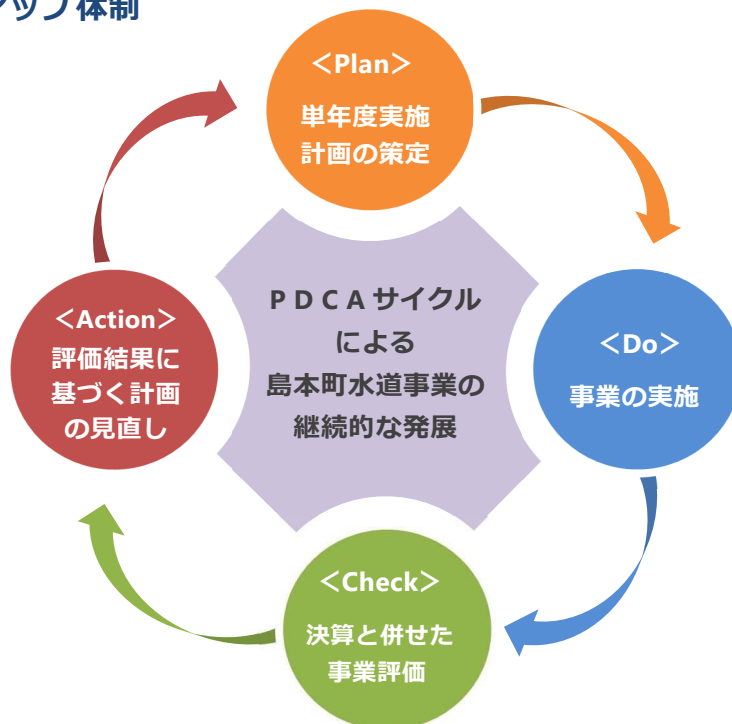 アップ体制
＜Plan＞
単年度実施
計画の策定
＜Do＞
事業の実施
＜Check＞
決算と併せた
事業評価
＜Action＞
評価結果に
基づく計画
の見直し
ＰＤＣＡサイクル
による
島本町水道事業の
継続的な発展